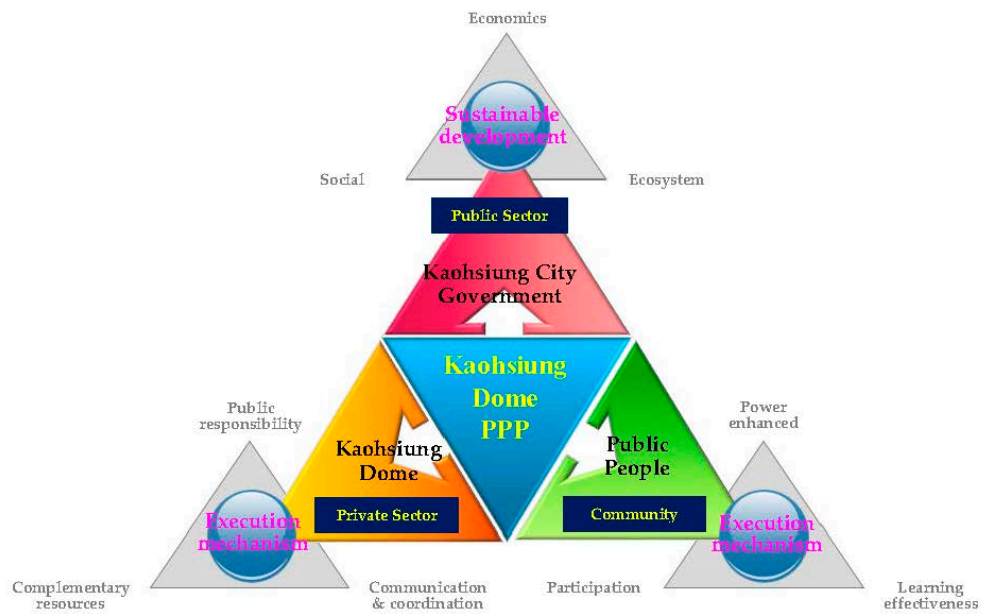 Economics
Sustainable
development
Social
Ecosystem
Public Sector
Kaohsiung City
Government
Kaohsiung
Dome
PPP
Public
responsibility
Power
enhanced
Kaohsiung
Dome
Public
People
Private Sector
Community
Execution
mechanism
Execution
mechanism
Complementary
resources
Communication
& coordination
Participation
Learning
effectiveness